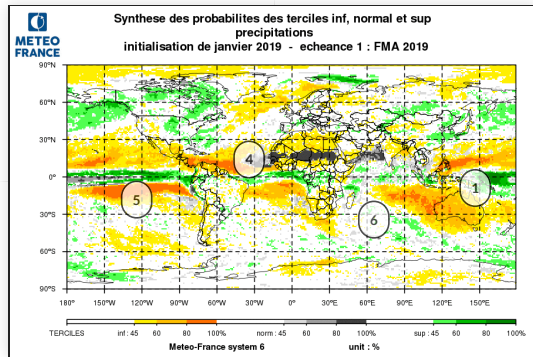 METEO
FRANCE
Synthese des probabilites des terciles inf, normal et sup
precipitations
initialisation de janvier 2019 - echeance 1 : FMA 2019
90°N
60°N
30°N
0°
30°S
60°S
90°S
4
1
5
6
180° 150°W 120°W 90°W 60°W 30°W 0° 30°E 60°E 90°E 120°E 150°E
TERCILES inf : 45 60 80 100% norm : 45 60 80 100% sup : 45 60 80 100%
Meteo-France system 6 unit : %